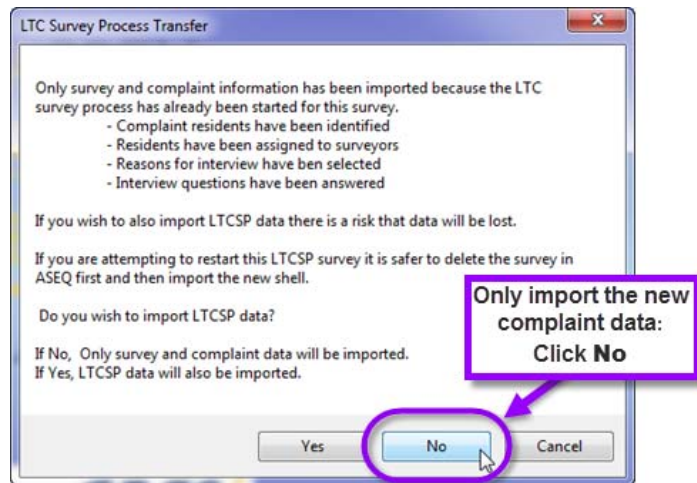 LTC Survey Process Transfer
Only survey and complaint information has been imported because the LTC
survey process has already been started for this survey.
- Complaint residents have been identified
- Residents have been assigned to surveyors
- Reasons for interview have ben selected
- Interview questions have been answered
If you wish to also import LTCSP data there is a risk that data will be lost.
If you are attempting to restart this LTCSP survey it is safer to delete the survey in
ASEQ first and then import the new shell.
Do you wish to import LTCSP data?
If No, Only survey and complaint data will be imported.
If Yes, LTCSP data will also be imported.
Only import the new
complaint data:
Click No
Yes No Cancel